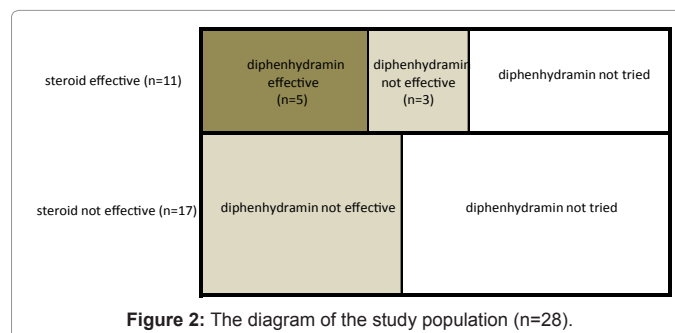 steroid effective (n=11)
diphenhydramin
effective
(n=5)
diphenhydramin
not effective
(n=3)
diphenhydramin not tried
steroid not effective (n=17)
diphenhydramin not effective
diphenhydramin not tried
Figure 2: The diagram of the study population (n=28).